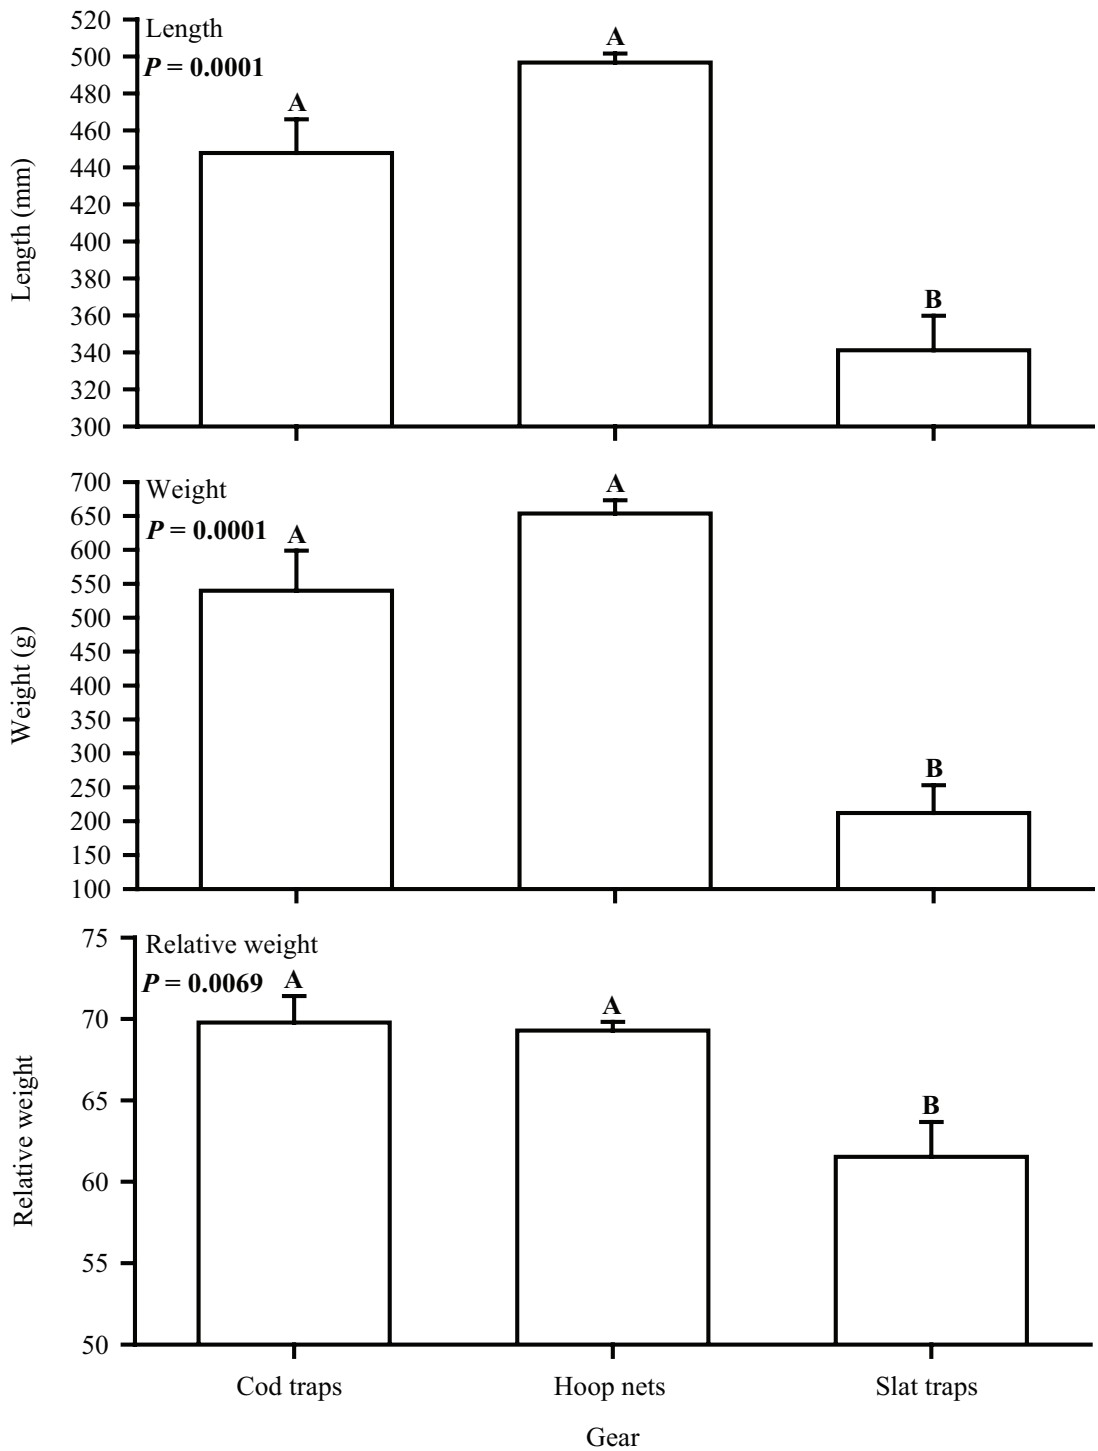 Length
P = 0.0001
520
500
480
460
440
420
400
380
360
340
320
300
Length (mm)
A
A
B
Weight
P = 0.0001
700
650
600
550
500
450
400
350
300
250
200
150
100
Weight (g)
A
A
B
Relative weight
P = 0.0069
75
70
65
60
55
50
Relative weight
A
A
B
Cod traps
Hoop nets
Slat traps
Gear